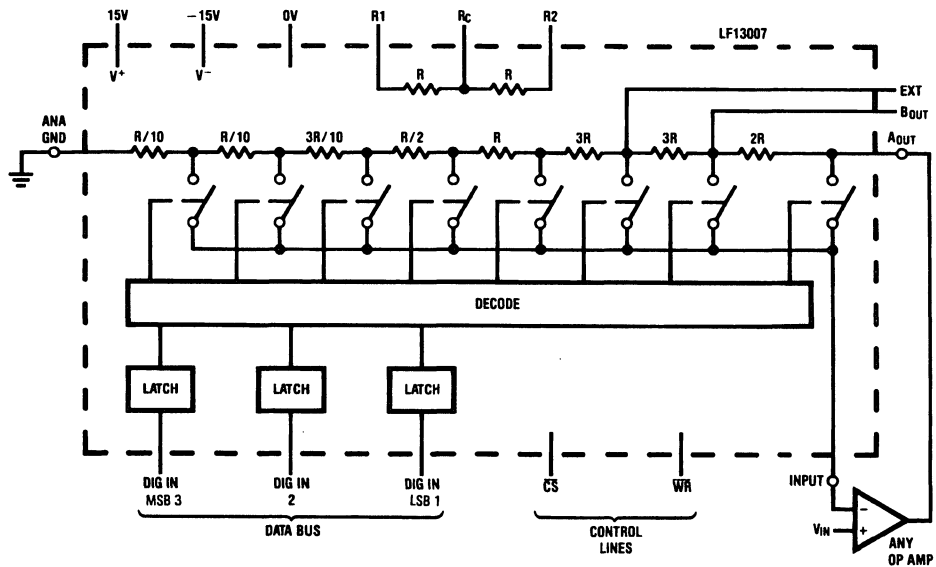 15V
–15V
0V
R1
RC
R2
LF13007
V+
V–
R
R
EXT
BOUT
ANA
GND
R/10
R/10
3R/10
R/2
R
3R
3R
2R
AOUT
DECODE
LATCH
LATCH
LATCH
DIG IN
MSB 3
DIG IN
2
DIG IN
LSB 1
CS
WR
INPUT
DATA BUS
CONTROL
LINES
VIN
–
+
ANY
OP AMP